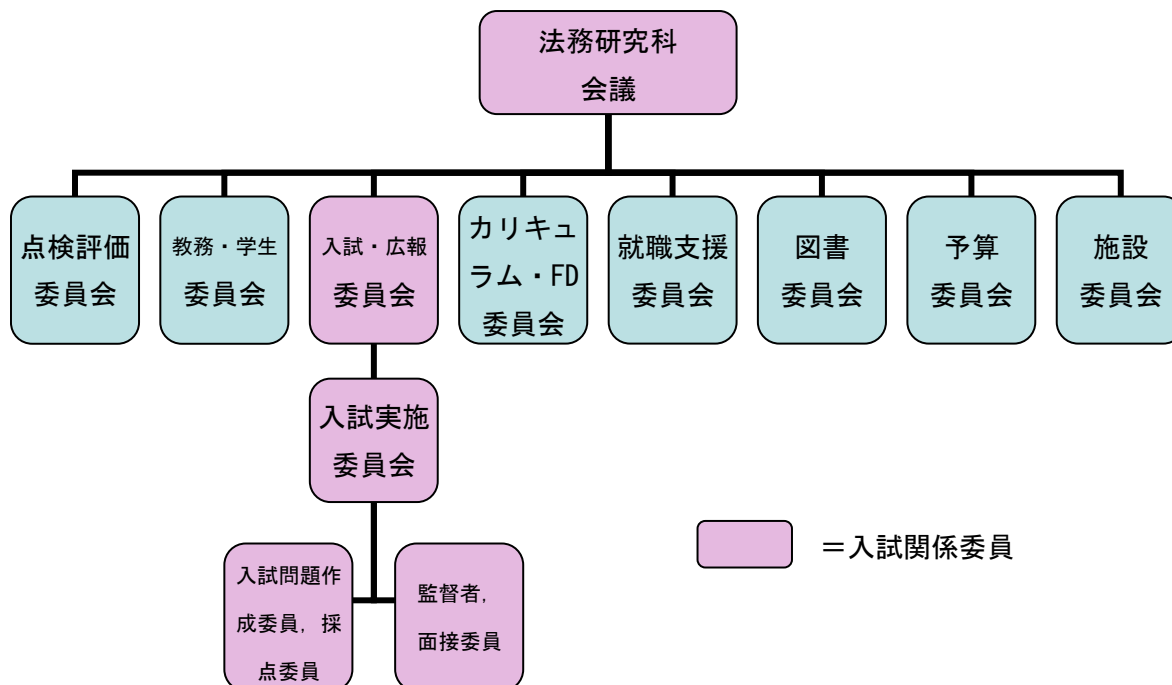 法務研究科
会議
点検評価
委員会
教務・学生
委員会
入試・広報
委員会
カリキュ
ラム・FD
委員会
就職支援
委員会
図書
委員会
予算
委員会
施設
委員会
入試実施
委員会
入試問題作
成委員，採
点委員
監督者，
面接委員
＝入試関係委員